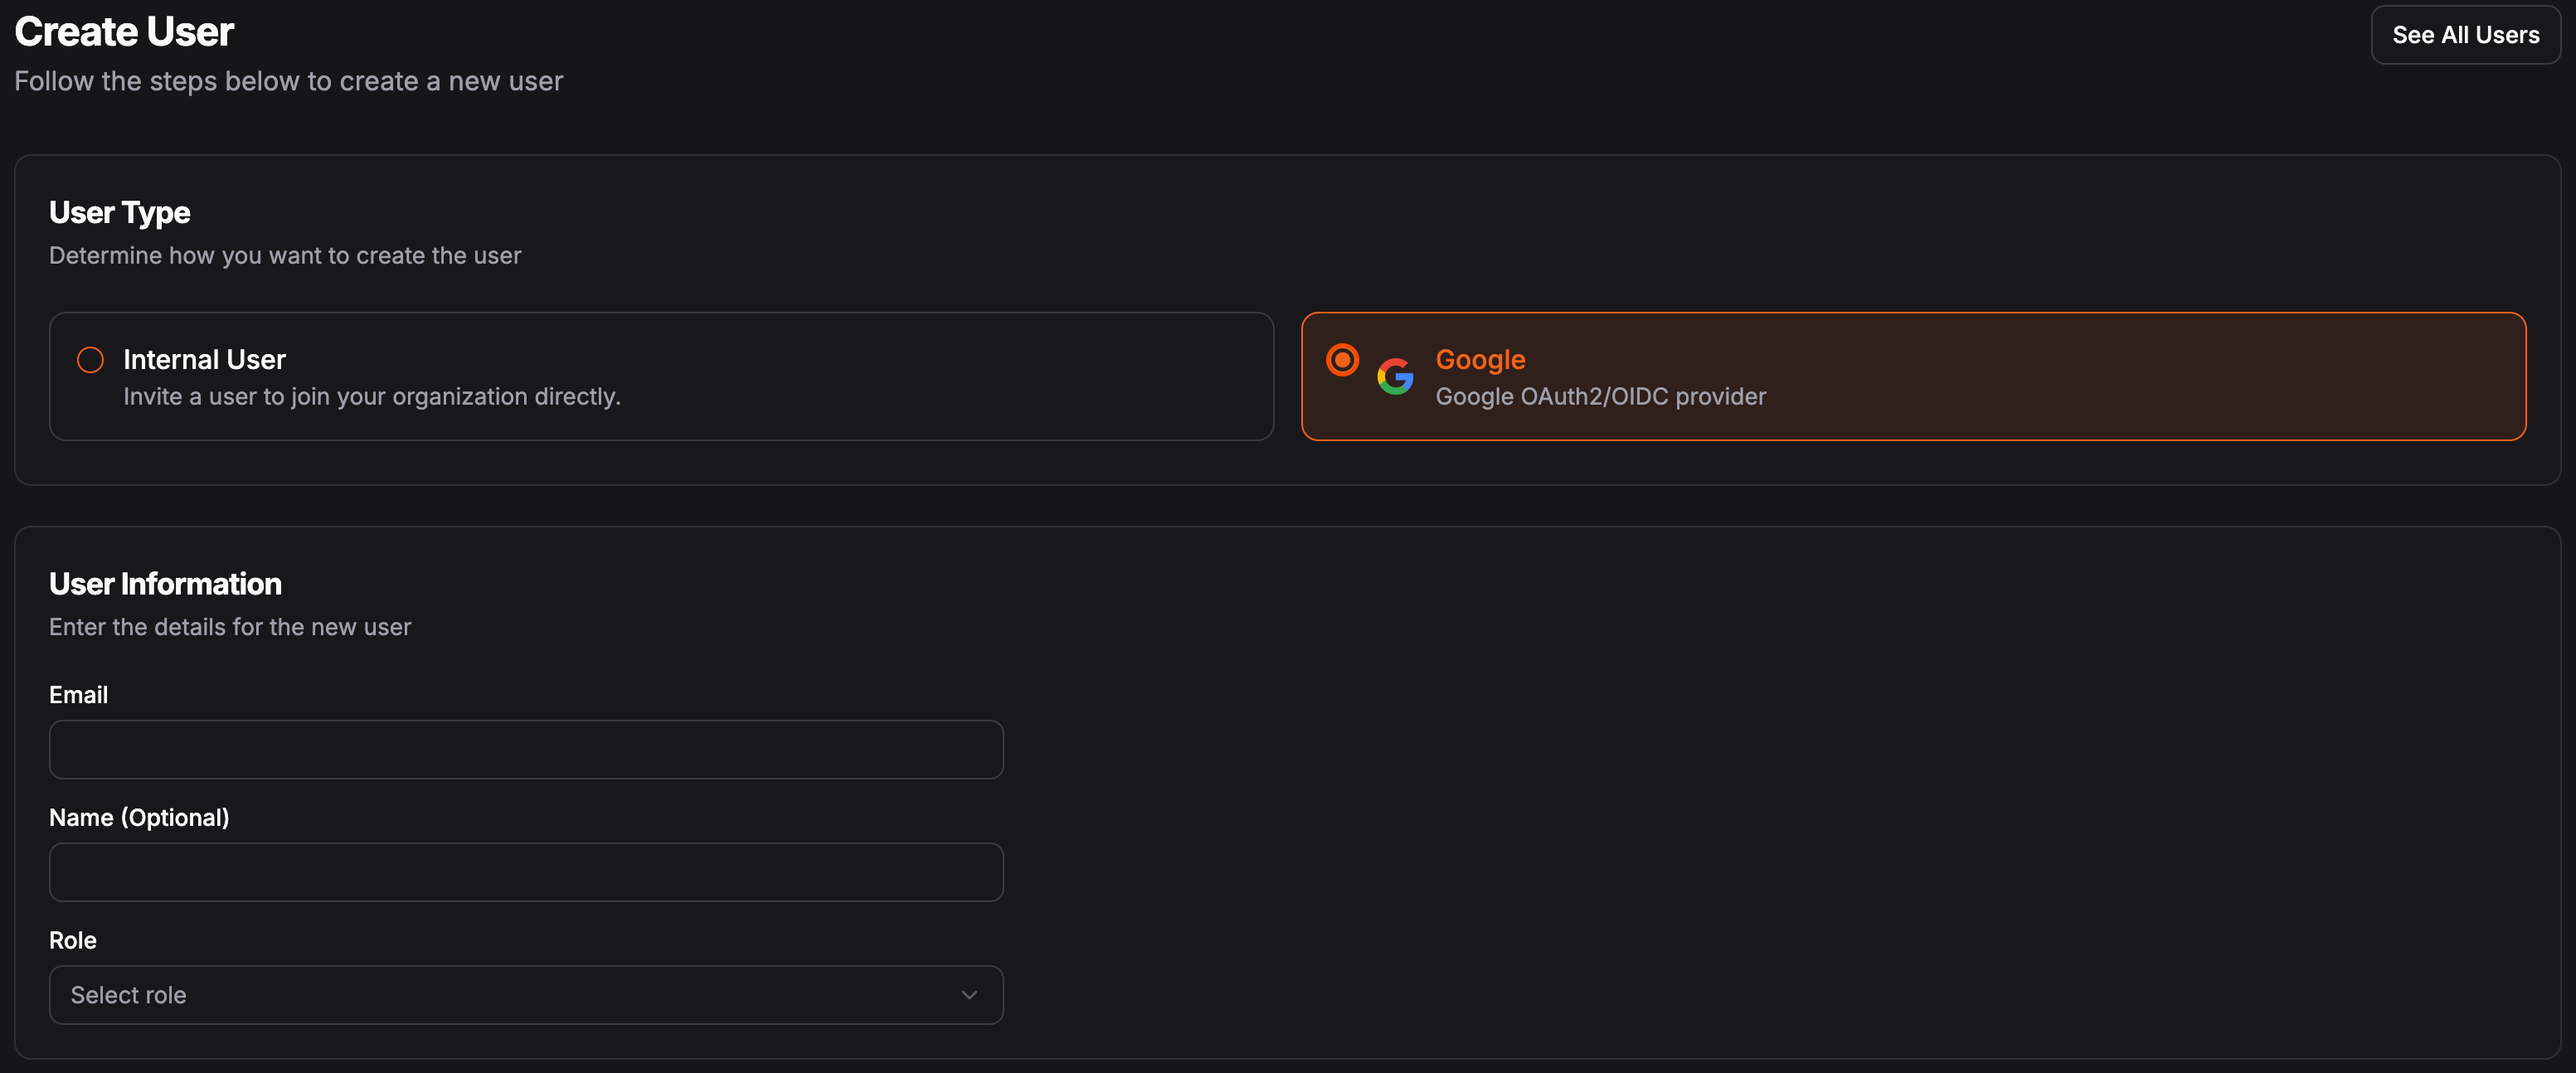 Create User
See All Users
Follow the steps below to create a new user
User Type
Determine how you want to create the user
Internal User
Invite a user to join your organization directly.
Google
Google OAuth2/OIDC provider
User Information
Enter the details for the new user
Email
Name (Optional)
Role
Select role